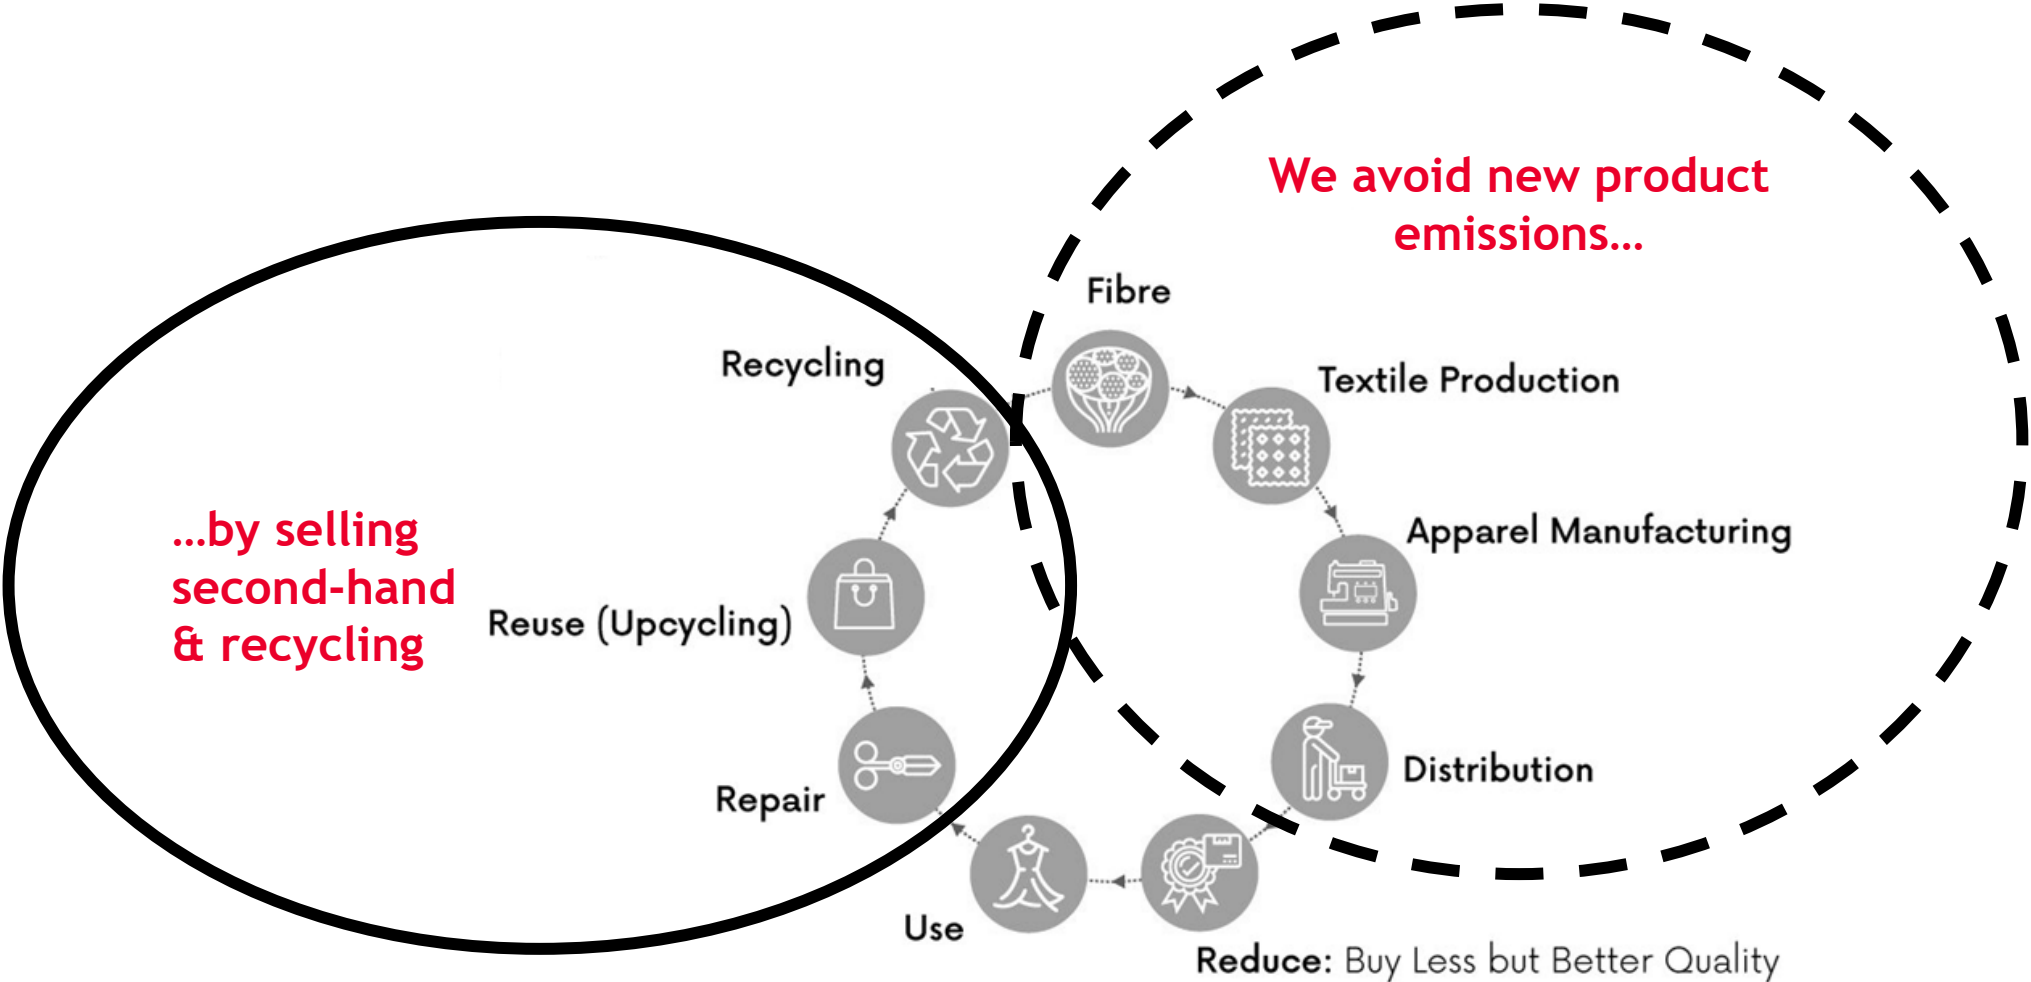 We avoid new product
emissions...
Fibre
Recycling
Textile Production
...by selling
second-hand
& recycling
Apparel Manufacturing
Reuse (Upcycling)
Distribution
Repair
Use
Reduce: Buy Less but Better Quality